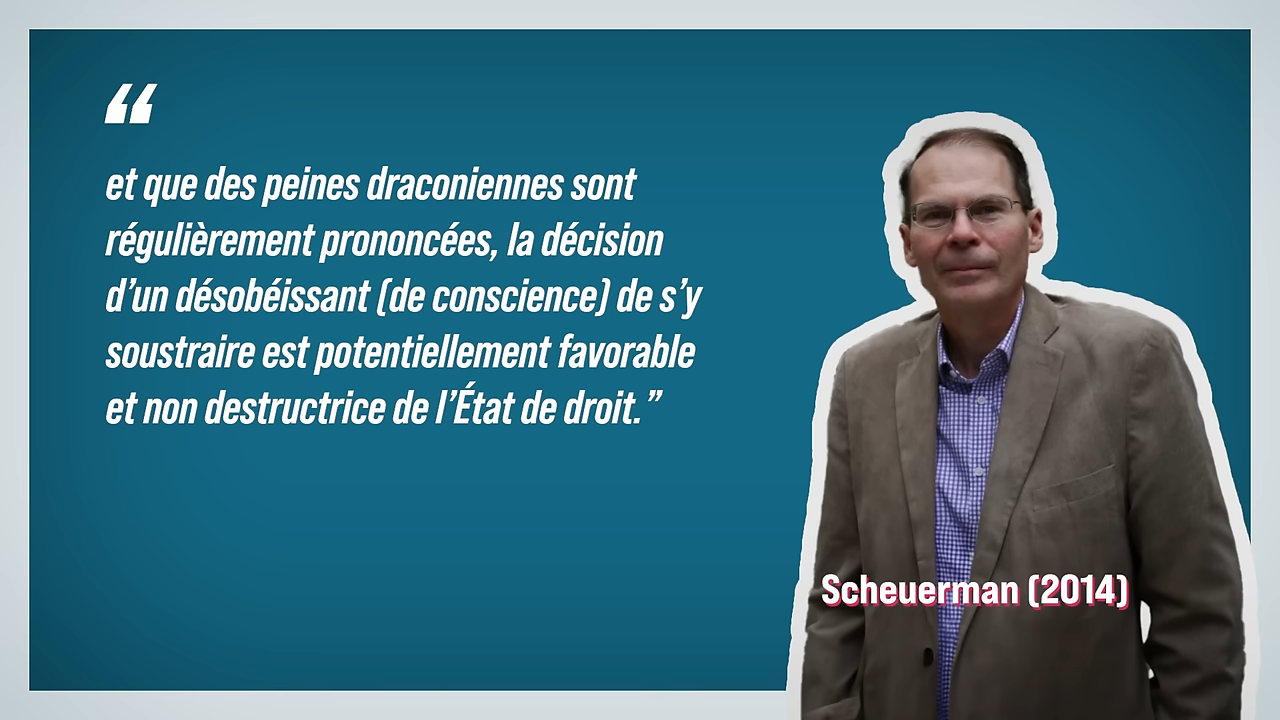 “
et que des peines draconiennes sont
régulièrement prononcées, la décision
d’un désobéissant (de conscience) de s’y
soustraire est potentiellement favorable
et non destructrice de l’État de droit.”
Scheuerman (2014)